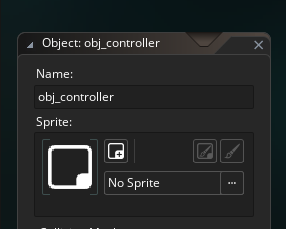 Object: obj_controller
Name:
obj_controller
Sprite:
No Sprite